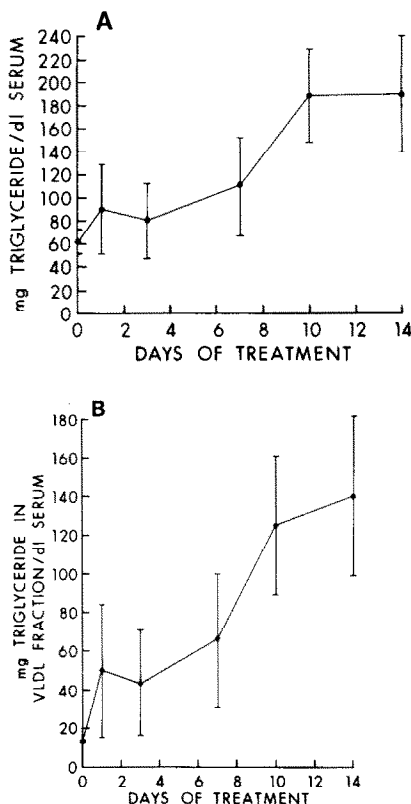 A
mg TRIGLYCERIDE/dl SERUM
240
220
200
180
160
140
120
100
80
60
40
20
0
0 2 4 6 8 10 12 14
DAYS OF TREATMENT
B
mg TRIGLYCERIDE IN
VLDL FRACTION/dl SERUM
180
160
140
120
100
80
60
40
20
0
0 2 4 6 8 10 12 14
DAYS OF TREATMENT